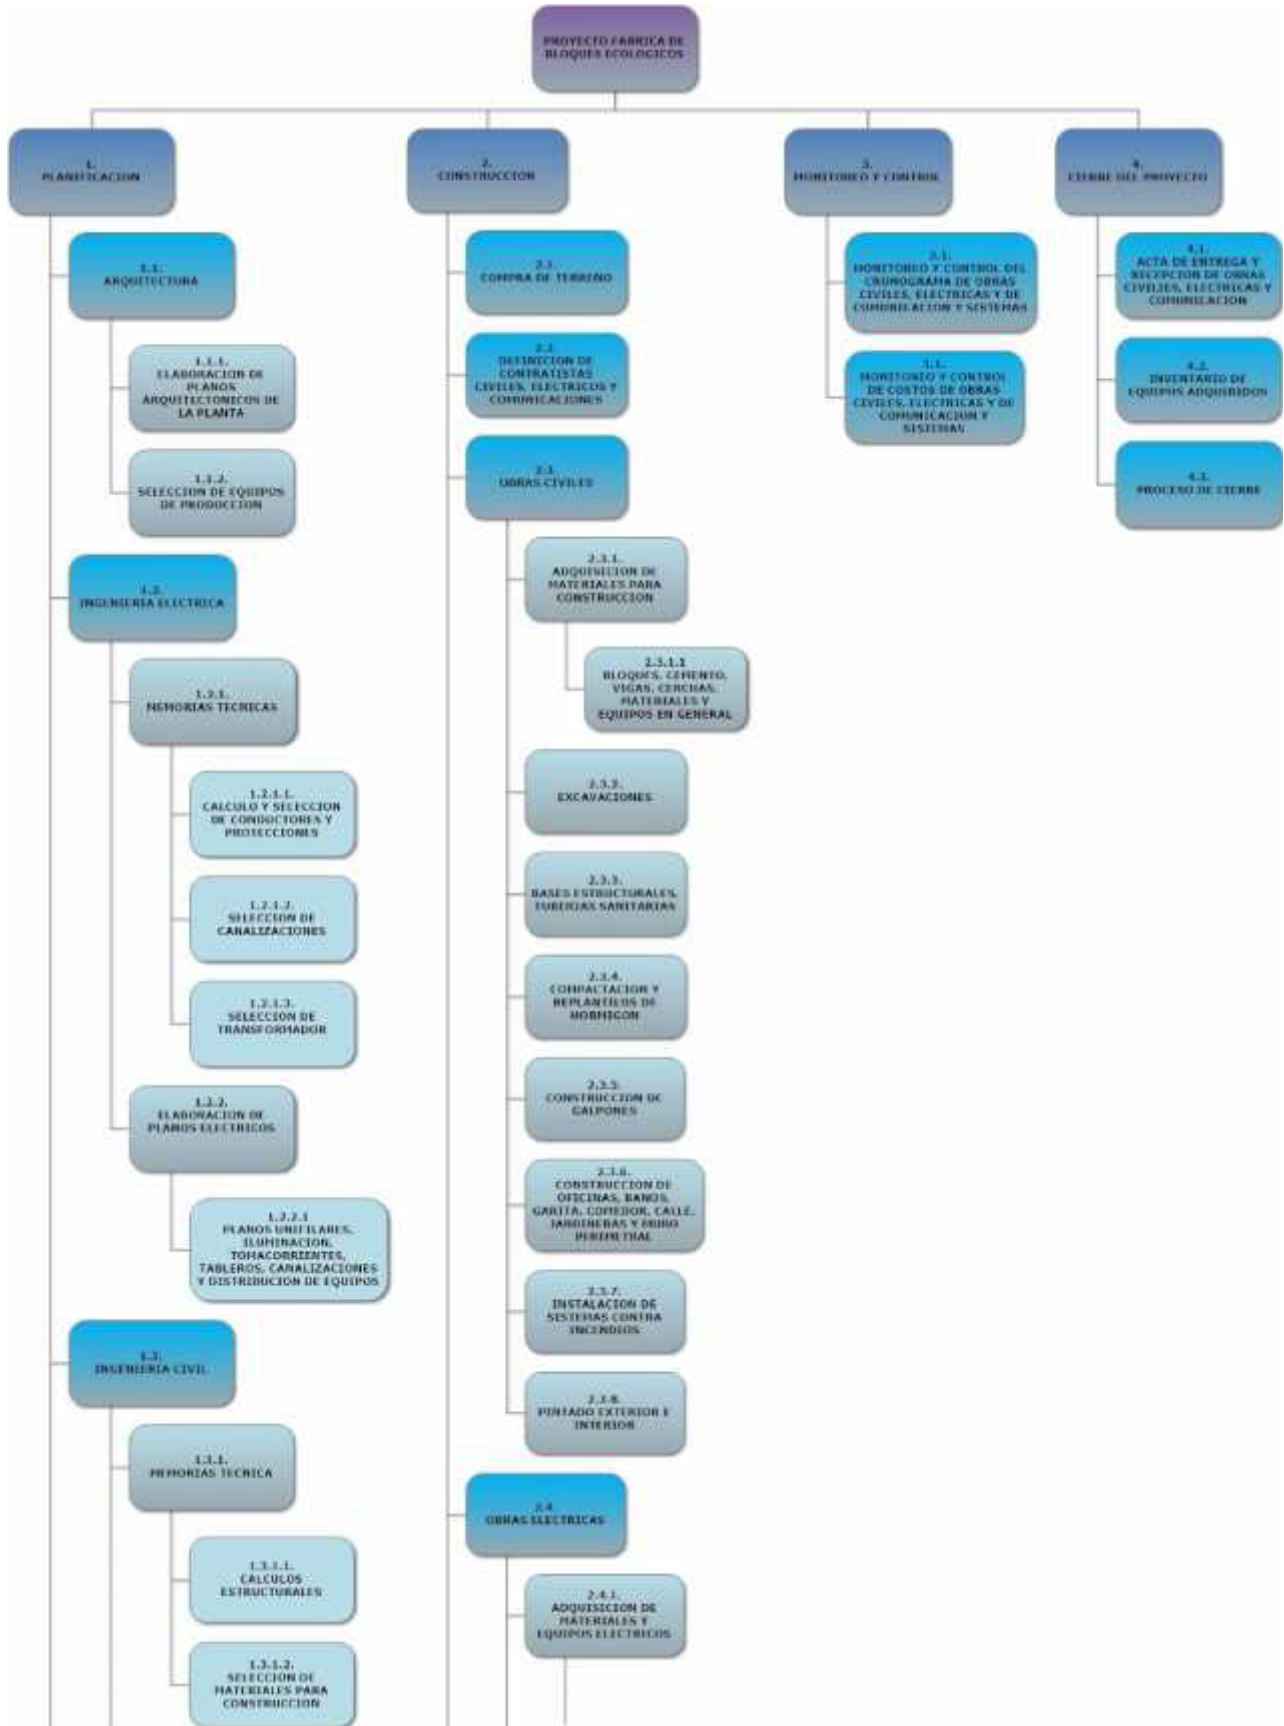 PROYECTO FABRICA DE
BLOQUES ECOLOGICOS
1.
PLANIFICACION
1.1.
ARQUITECTURA
1.1.1.
ELABORACION DE
PLANOS
ARQUITECTONICOS DE
LA PLANTA
1.1.2.
SELECCION DE EQUIPOS
DE PRODUCCION
1.2.
INGENIERIA ELECTRICA
1.2.1.
MEMORIAS TECNICAS
1.2.1.1.
CALCULO Y SELECCION
DE CONDUCTORES Y
PROTECCIONES
1.2.1.2.
SELECCION DE
CANALIZACIONES
1.2.1.3.
SELECCION DE
TRANSFORMADOR
1.2.2.
ELABORACION DE
PLANOS ELECTRICOS
1.2.2.1
PLANOS UNIFILARES,
ILUMINACION,
TOMACORRIENTES,
TABLEROS, CANALIZACIONES
Y DISTRIBUCION DE EQUIPOS
1.3.
INGENIERIA CIVIL
1.3.1.
MEMORIAS TECNICA
1.3.1.1.
CALCULOS
ESTRUCTURALES
1.3.1.2.
SELECCION DE
MATERIALES PARA
CONSTRUCCION
2.
CONSTRUCCION
2.1.
COMPRA DE TERRENO
2.2.
DEFINICION DE
CONTRATISTAS
CIVILES, ELECTRICOS Y
COMUNICACIONES
2.3.
OBRAS CIVILES
2.3.1.
ADQUISICION DE
MATERIALES PARA
CONSTRUCCION
2.3.1.1
BLOQUES, CEMENTO,
VIGAS, CERCHAS,
MATERIALES Y
EQUIPOS EN GENERAL
2.3.2.
EXCAVACIONES
2.3.3.
BASES ESTRUCTURALES,
TUBERIAS SANITARIAS
2.3.4.
COMPACTACION Y
REPLANTILOS DE
HORMIGON
2.3.5.
CONSTRUCCION DE
GALPONES
2.3.6.
CONSTRUCCION DE
OFICINAS, BANOS,
GARITA, COMEDOR, CALLE,
JARDINERAS Y MURO
PERIMETRAL
2.3.7.
INSTALACION DE
SISTEMAS CONTRA
INCENDIOS
2.3.8.
PINTADO EXTERIOR E
INTERIOR
2.4.
OBRAS ELECTRICAS
2.4.1.
ADQUISICION DE
MATERIALES Y
EQUIPOS ELECTRICOS
3.
MONITOREO Y CONTROL
3.1.
MONITOREO Y CONTROL DEL
CRUNOGRAMA DE OBRAS
CIVILES, ELECTRICAS Y DE
COMUNICACION Y SISTEMAS
3.1.
MONITOREO Y CONTROL
DE COSTOS DE OBRAS
CIVILES, ELECTRICAS Y DE
COMUNICACION Y
SISTEMAS
4.
CIERRE DEL PROYECTO
4.1.
ACTA DE ENTREGA Y
RECEPCION DE OBRAS
CIVILIES, ELECTRICAS Y
COMUNICACION
4.2.
INVENTARIO DE
EQUIPOS ADQUIRIDOS
4.3.
PROCESO DE CIERRE